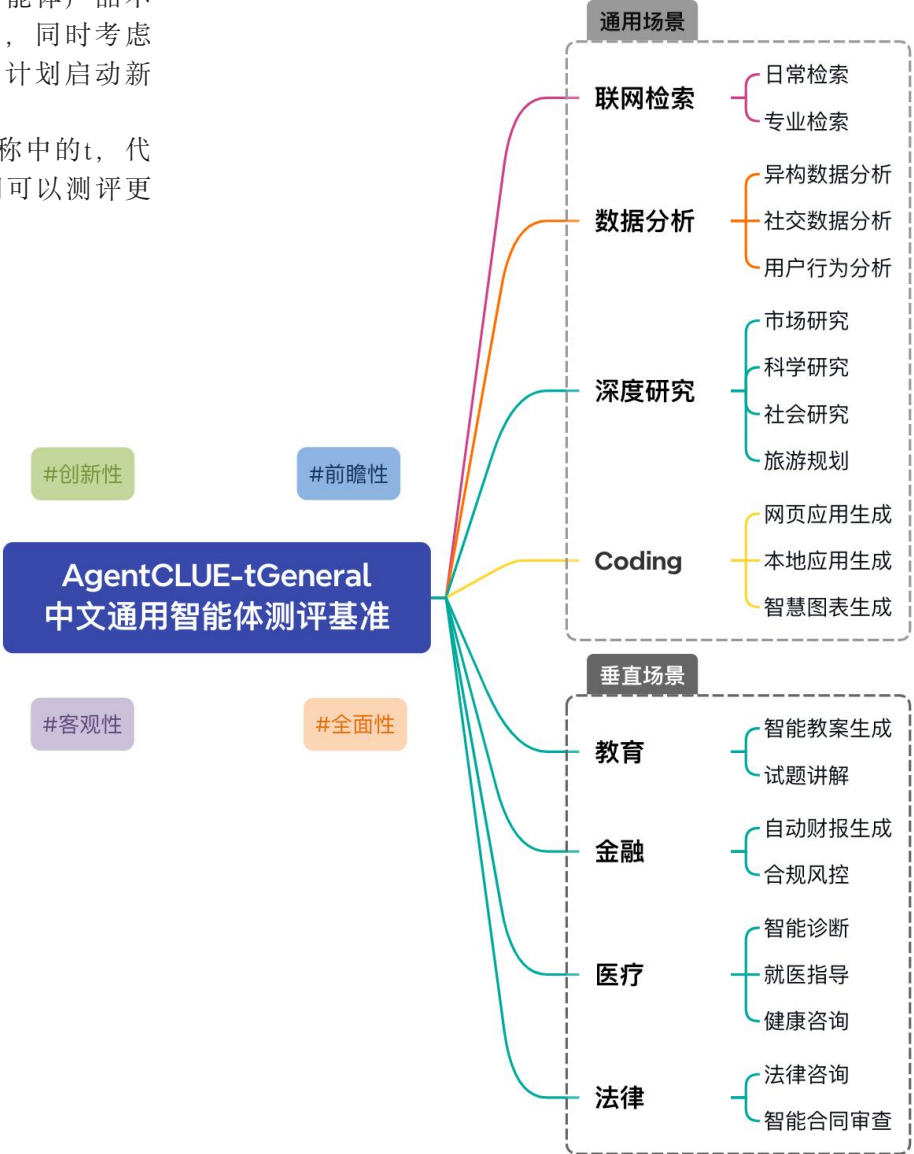 能体产品不
，同时考虑
计划启动新
称中的t，代
可以测评更
通用场景
联网检索
日常检索
专业检索
数据分析
异构数据分析
社交数据分析
用户行为分析
深度研究
市场研究
科学研究
社会研究
旅游规划
Coding
网页应用生成
本地应用生成
智慧图表生成
#创新性
#前瞻性
AgentCLUE-tGeneral
中文通用智能体测评基准
#客观性
#全面性
垂直场景
教育
智能教案生成
试题讲解
金融
自动财报生成
合规风控
医疗
智能诊断
就医指导
健康咨询
法律
法律咨询
智能合同审查